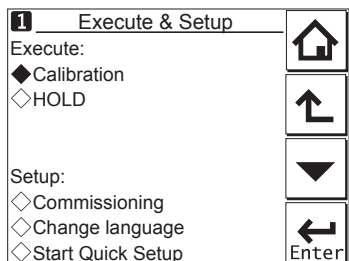 1 Execute & Setup
Execute:
◆Calibration
◇HOLD
Setup:
◇Commissioning
◇Change language
◇Start Quick Setup
Enter